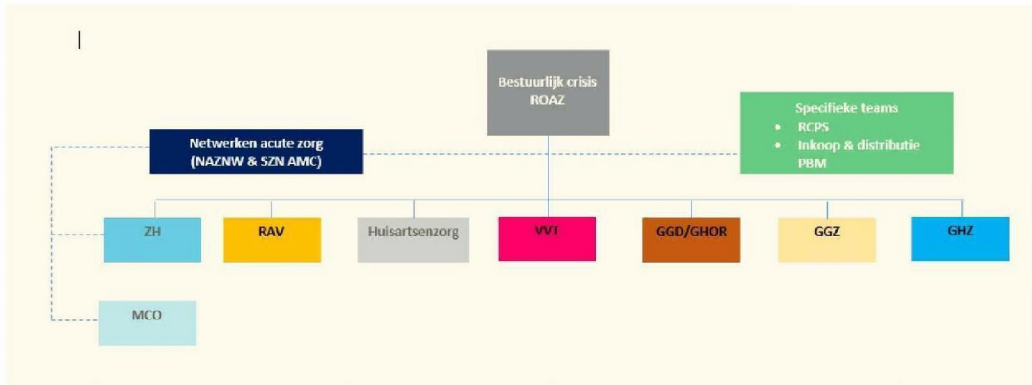 Bestuurlijk crisis
ROAZ
Specifieke teams
• RCPS
• Inkoop & distributie
PBM
Netwerken acute zorg
(NAZNW & SZN AMC)
ZH
RAV
Huisartsenzorg
VVT
GGD/GHOR
GGZ
GHZ
MCO